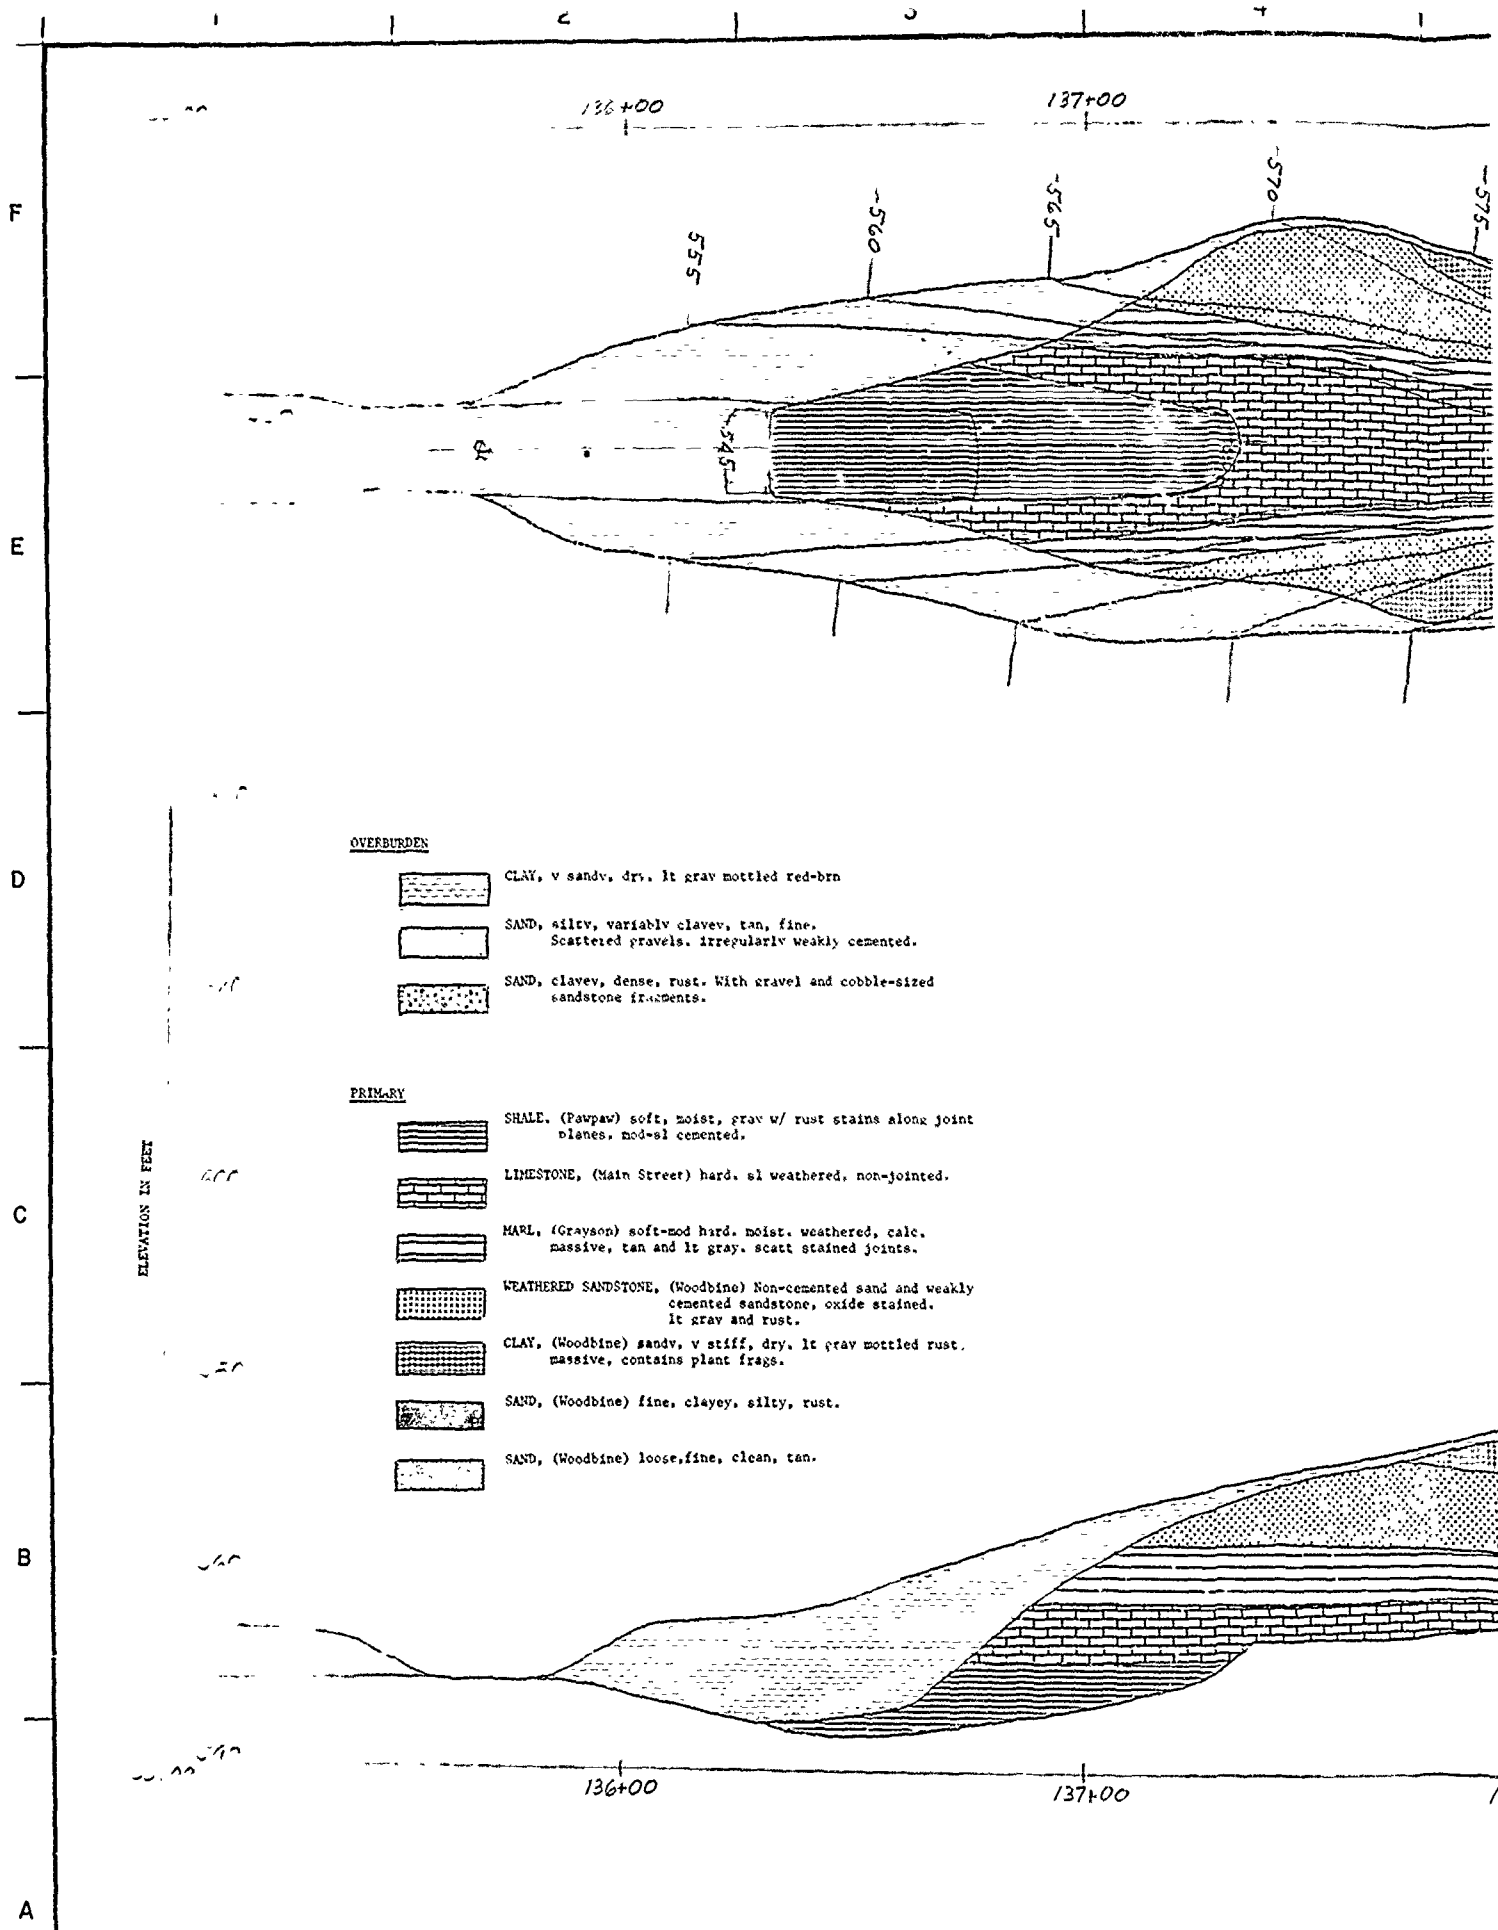 2
4
136+00
137+00
F
-570
-575
-565
-560
555
545
E
D
OVERBURDEN
CLAY, v sandy, dry, lt gray mottled red-brn
SAND, silty, variably clayey, tan, fine.
Scattered gravels. irregularly weakly cemented.
SAND, clayey, dense, rust. With gravel and cobble-sized
sandstone fragments.
PRIMARY
SHALE, (Pawpaw) soft, moist, gray w/ rust stains along joint
planes, mod-sl cemented.
LIMESTONE, (Main Street) hard. sl weathered, non-jointed.
MARL, (Grayson) soft-mod hard. moist. weathered, calc.
massive, tan and lt gray. scatt stained joints.
WEATHERED SANDSTONE, (Woodbine) Non-cemented sand and weakly
cemented sandstone, oxide stained.
lt gray and rust.
CLAY, (Woodbine) sandy, v stiff, dry, lt gray mottled rust,
massive, contains plant frags.
SAND, (Woodbine) fine, clayey, silty, rust.
SAND, (Woodbine) loose,fine, clean, tan.
C
ELEVATION IN FEET
600
B
540
136+00
137+00
A